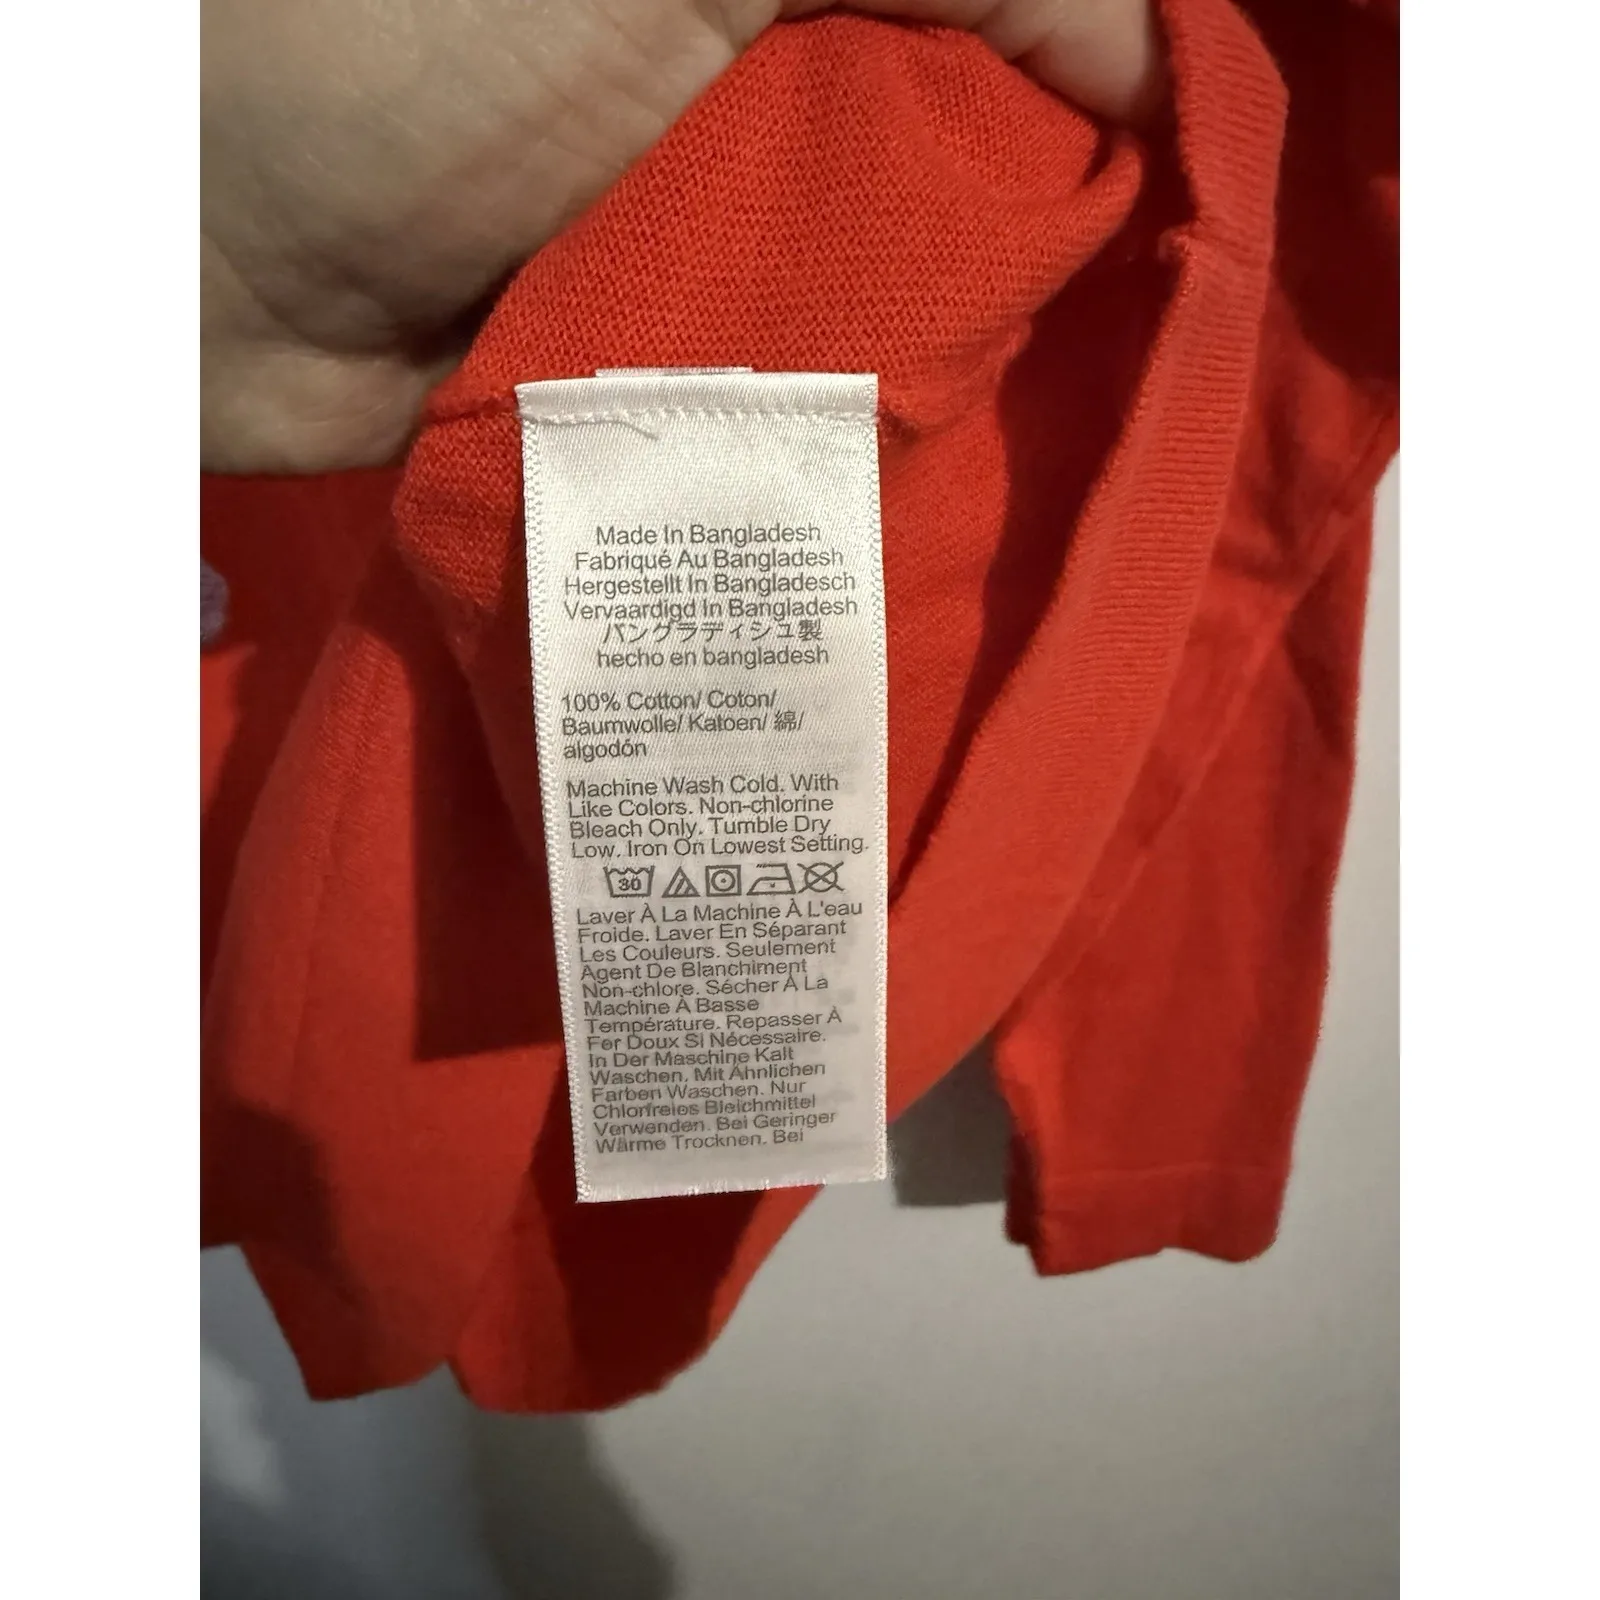 Made In Bangladesh
Fabriqué Au Bangladesh
Hergestellt In Bangladesch
Vervaardigd In Bangladesh
バングラディシュ製
hecho en bangladesh
100% Cotton/ Coton/
Baumwolle/ Katoen/ 綿/
algodón
Machine Wash Cold. With
Like Colors. Non-chlorine
Bleach Only. Tumble Dry
Low. Iron On Lowest Setting.
30
Laver À La Machine À L'eau
Froide. Laver En Séparant
Les Couleurs. Seulement
Agent De Blanchiment
Non-chlore. Sécher À La
Machine À Basse
Température. Repasser À
Fer Doux Si Nécessaire.
In Der Maschine Kalt
Waschen. Mit Ähnlichen
Farben Waschen. Nur
Chlorfreies Bleichmittel
Verwenden. Bei Geringer
Wärme Trocknen. Bei